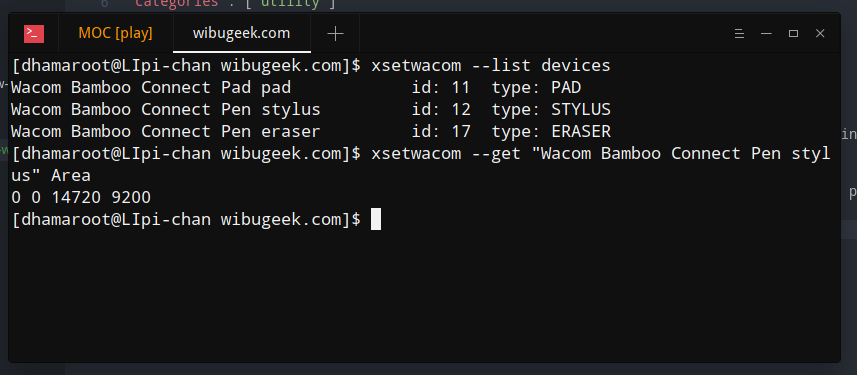 6 categories : [ utility ]
>_ MOC [play] wibugeek.com
[dhamaroot@LIpi-chan wibugeek.com]$ xsetwacom --list devices
Wacom Bamboo Connect Pad pad id: 11 type: PAD
Wacom Bamboo Connect Pen stylus id: 12 type: STYLUS
Wacom Bamboo Connect Pen eraser id: 17 type: ERASER
[dhamaroot@LIpi-chan wibugeek.com]$ xsetwacom --get "Wacom Bamboo Connect Pen styl
us" Area
0 0 14720 9200
[dhamaroot@LIpi-chan wibugeek.com]$